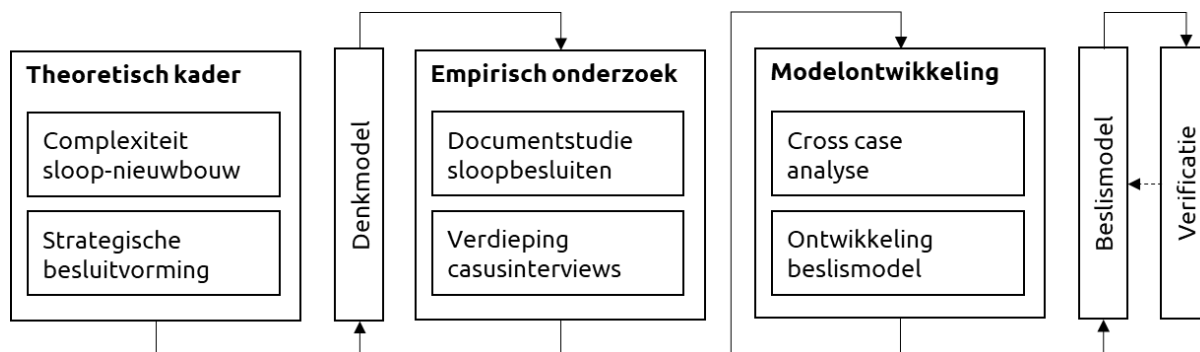 Theoretisch kader
Complexiteit
sloop-nieuwbouw
Strategische
besluitvorming
Denkmodel
Empirisch onderzoek
Documentstudie
sloopbesluiten
Verdieping
casusinterviews
Modelontwikkeling
Cross case
analyse
Ontwikkeling
beslismodel
Beslismodel
Verificatie